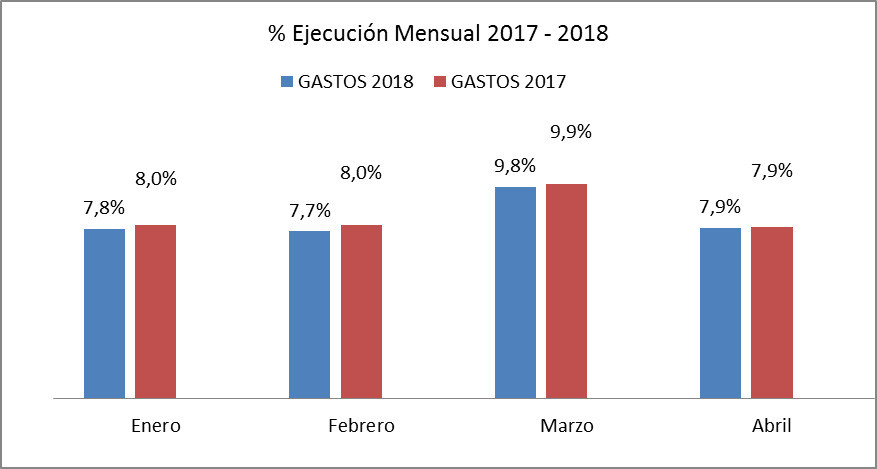 % Ejecución Mensual 2017 - 2018
GASTOS 2018 GASTOS 2017
7,8% 8,0% 7,7% 8,0% 9,8% 9,9% 7,9% 7,9%
Enero Febrero Marzo Abril